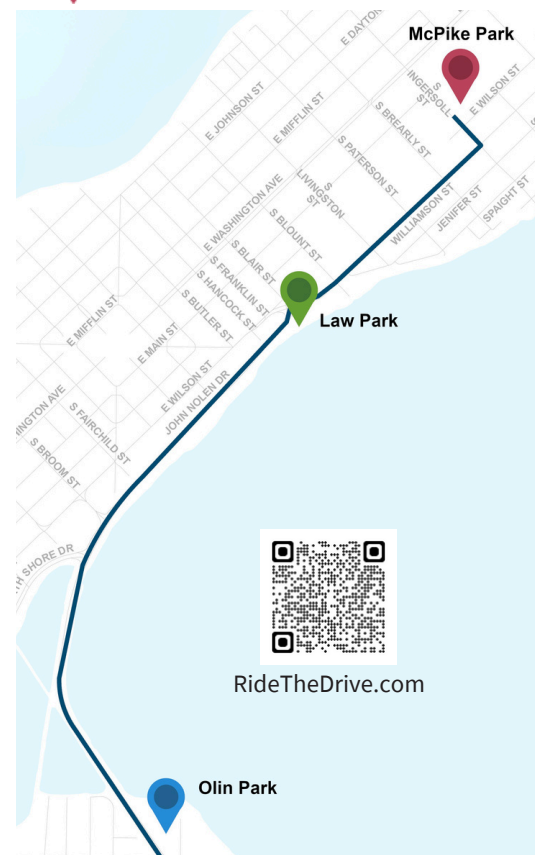 E DAYTON
McPike Park
S
INGERSOLL
ST
E WILSON ST
E JOHNSON ST
E MIFFLIN ST
S BREARLY ST
S PATERSON ST
S
LIVINGSTON
ST
WILLIAMSON ST
JENIFER ST
SPAIGHT ST
E WASHINGTON AVE
S BLOUNT ST
S BLAIR ST
S FRANKLIN ST
S HANCOCK ST
S BUTLER ST
Law Park
E MIFFLIN ST
E MAIN ST
E WILSON ST
JOHN NOLEN DR
HINGTON AVE
S FAIRCHILD ST
S BROOM ST
TH SHORE DR
RideTheDrive.com
Olin Park